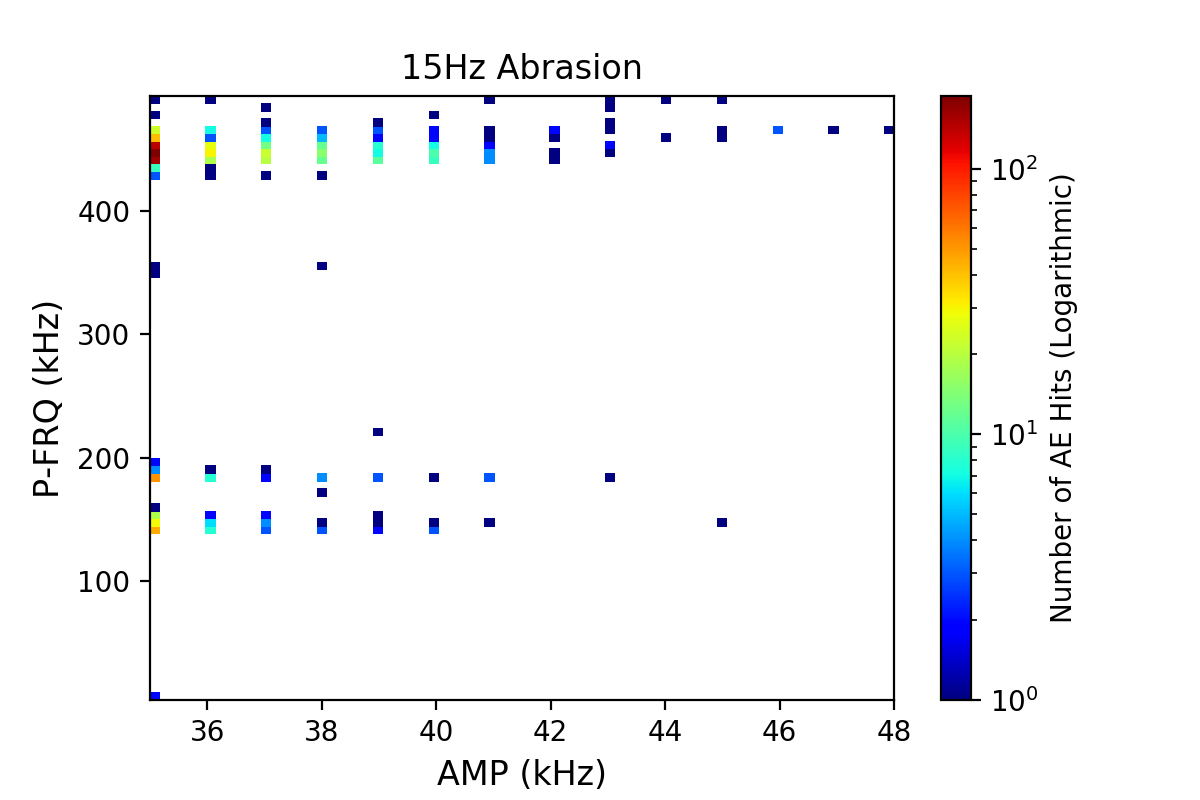 15Hz Abrasion
P-FRQ (kHz)
400
300
200
100
36 38 40 42 44 46 48
AMP (kHz)
10²
10¹
10⁰
Number of AE Hits (Logarithmic)